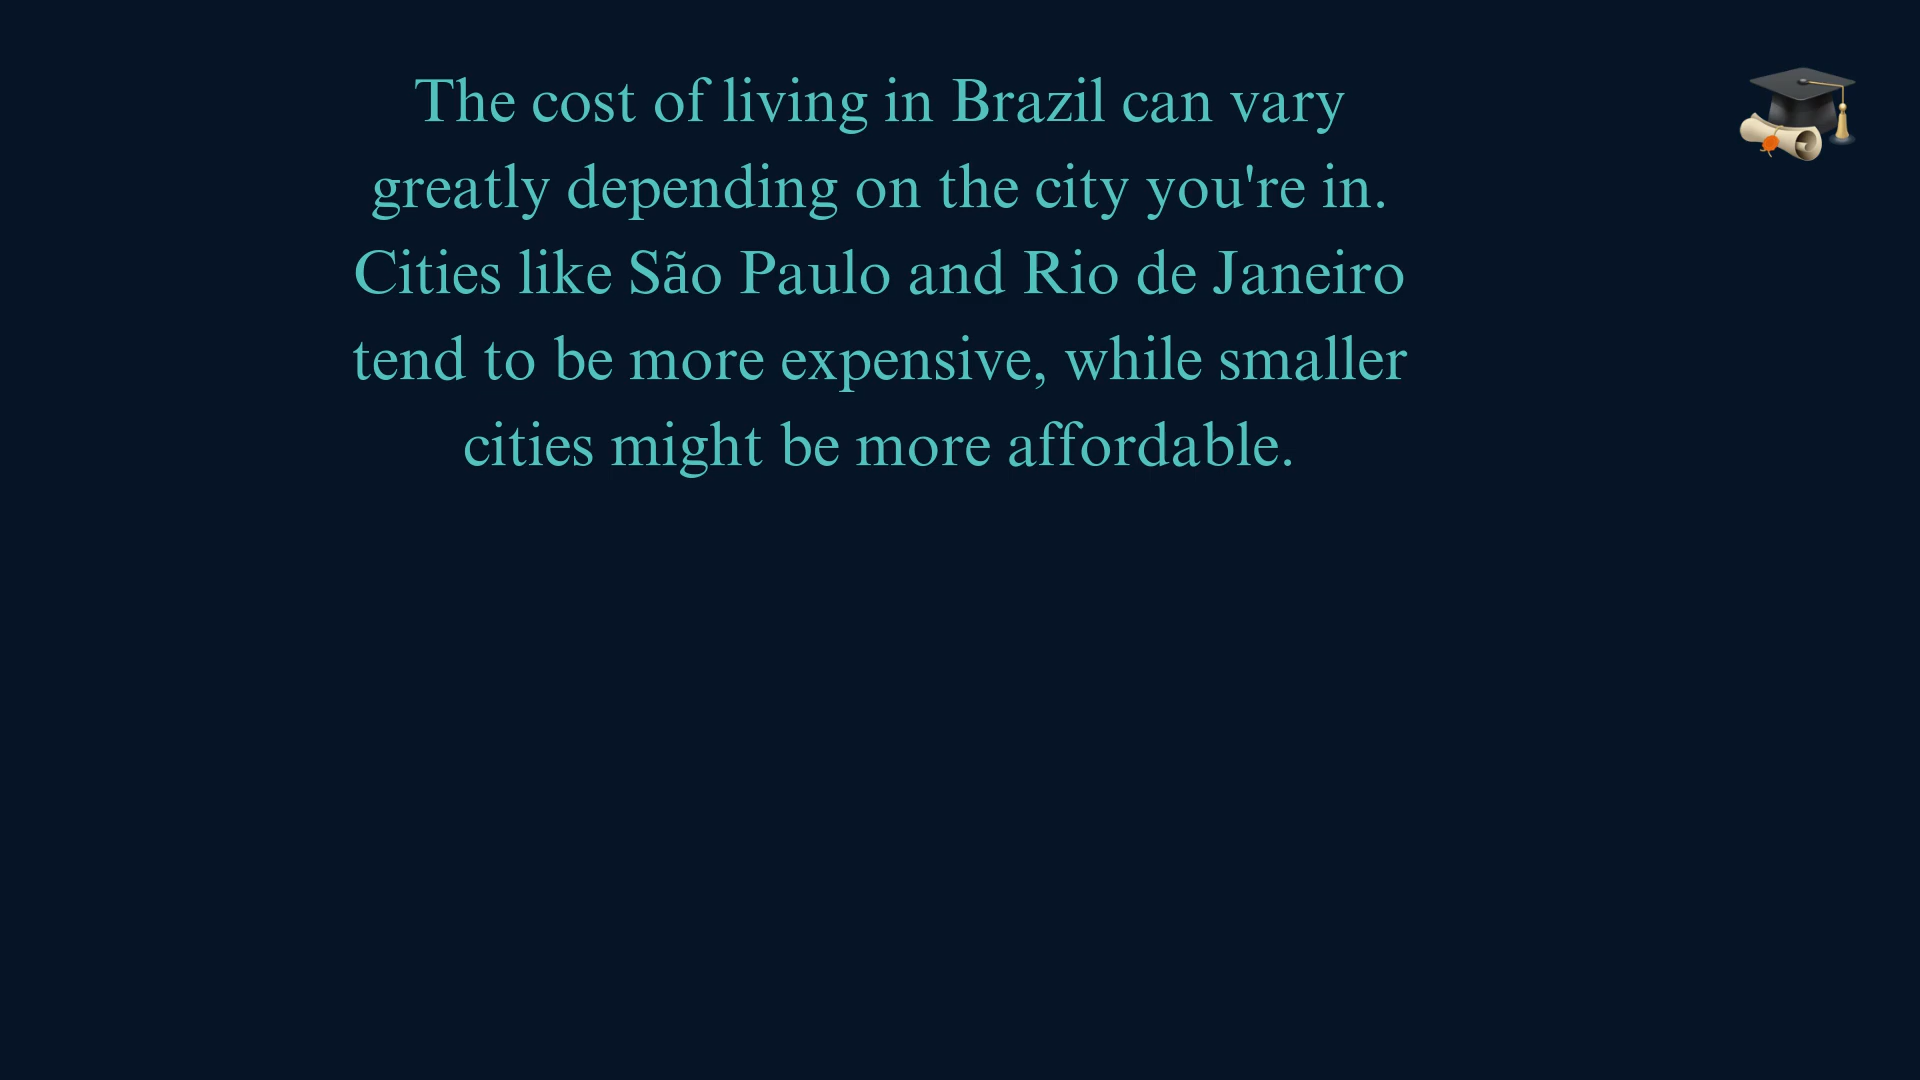 The cost of living in Brazil can vary
greatly depending on the city you're in.
Cities like São Paulo and Rio de Janeiro
tend to be more expensive, while smaller
cities might be more affordable.